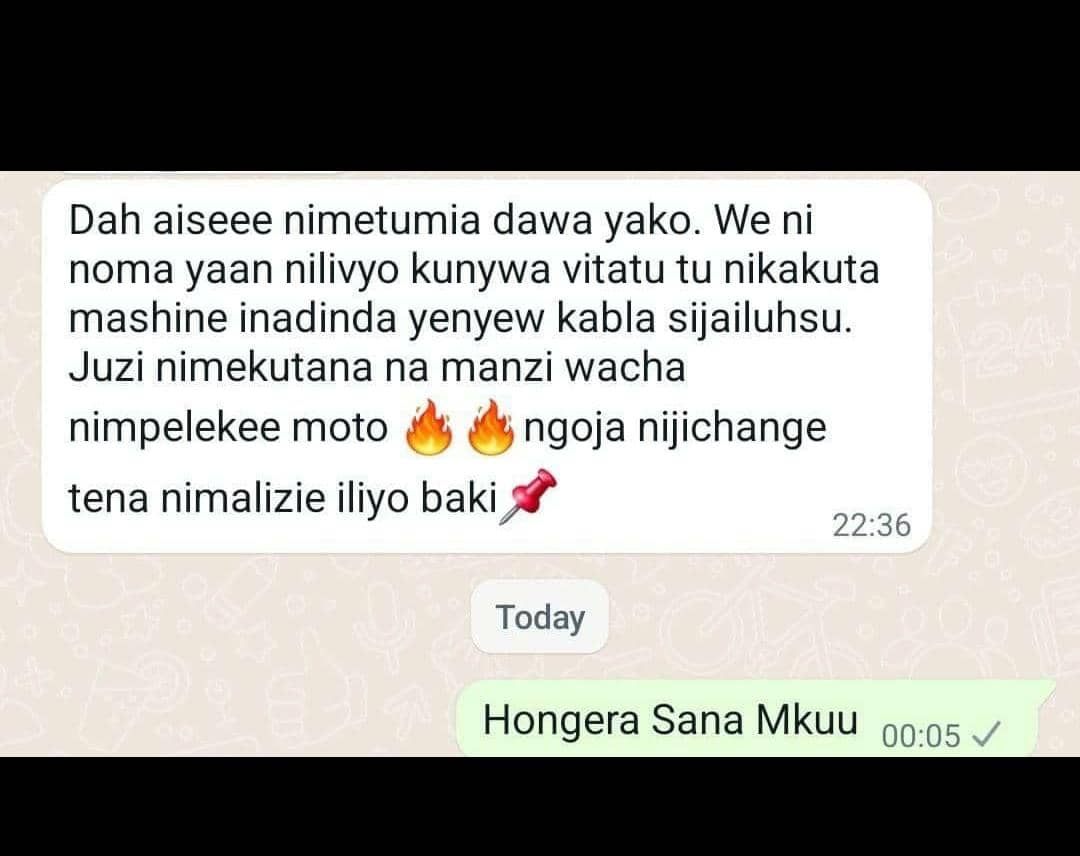 Dah aiseee nimetumia dawa yako. We ni
noma yaan nilivyo kunywa vitatu tu nikakuta
mashine inadinda yenyew kabla sijailuhsu.
Juzi nimekutana na manzi wacha
nimpelekee moto 🔥 🔥 ngoja nijichange
tena nimalizie iliyo baki📌
22:36
Today
Hongera Sana Mkuu 00:05